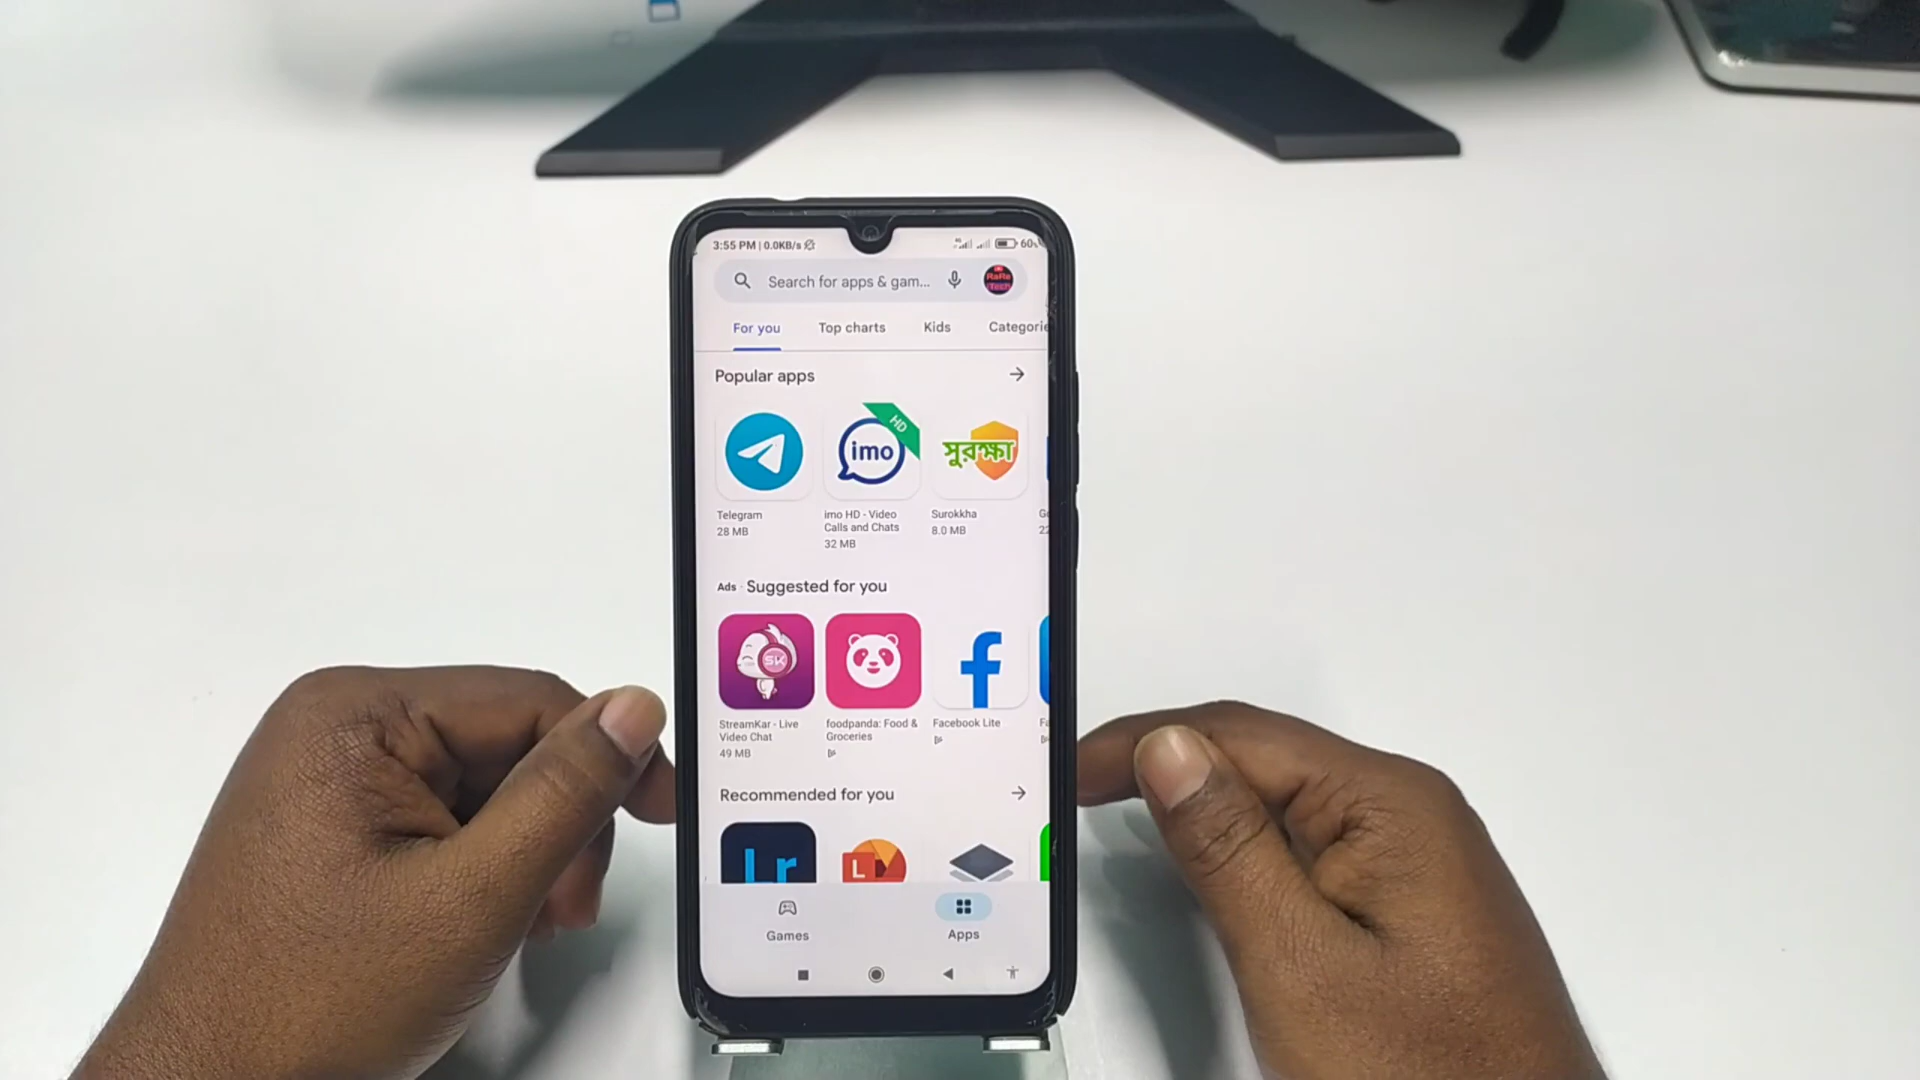 3:55 PM | 0.0KB/s
60%
Search for apps & gam...
RaRa
iTech
For you
Top charts
Kids
Categorie
Popular apps
HD
imo
সুরক্ষা
Telegram
28 MB
imo HD - Video
Calls and Chats
32 MB
Surokkha
8.0 MB
Ads · Suggested for you
SK
StreamKar - Live
Video Chat
49 MB
foodpanda: Food &
Groceries
Facebook Lite
Recommended for you
Lr
L
Games
Apps